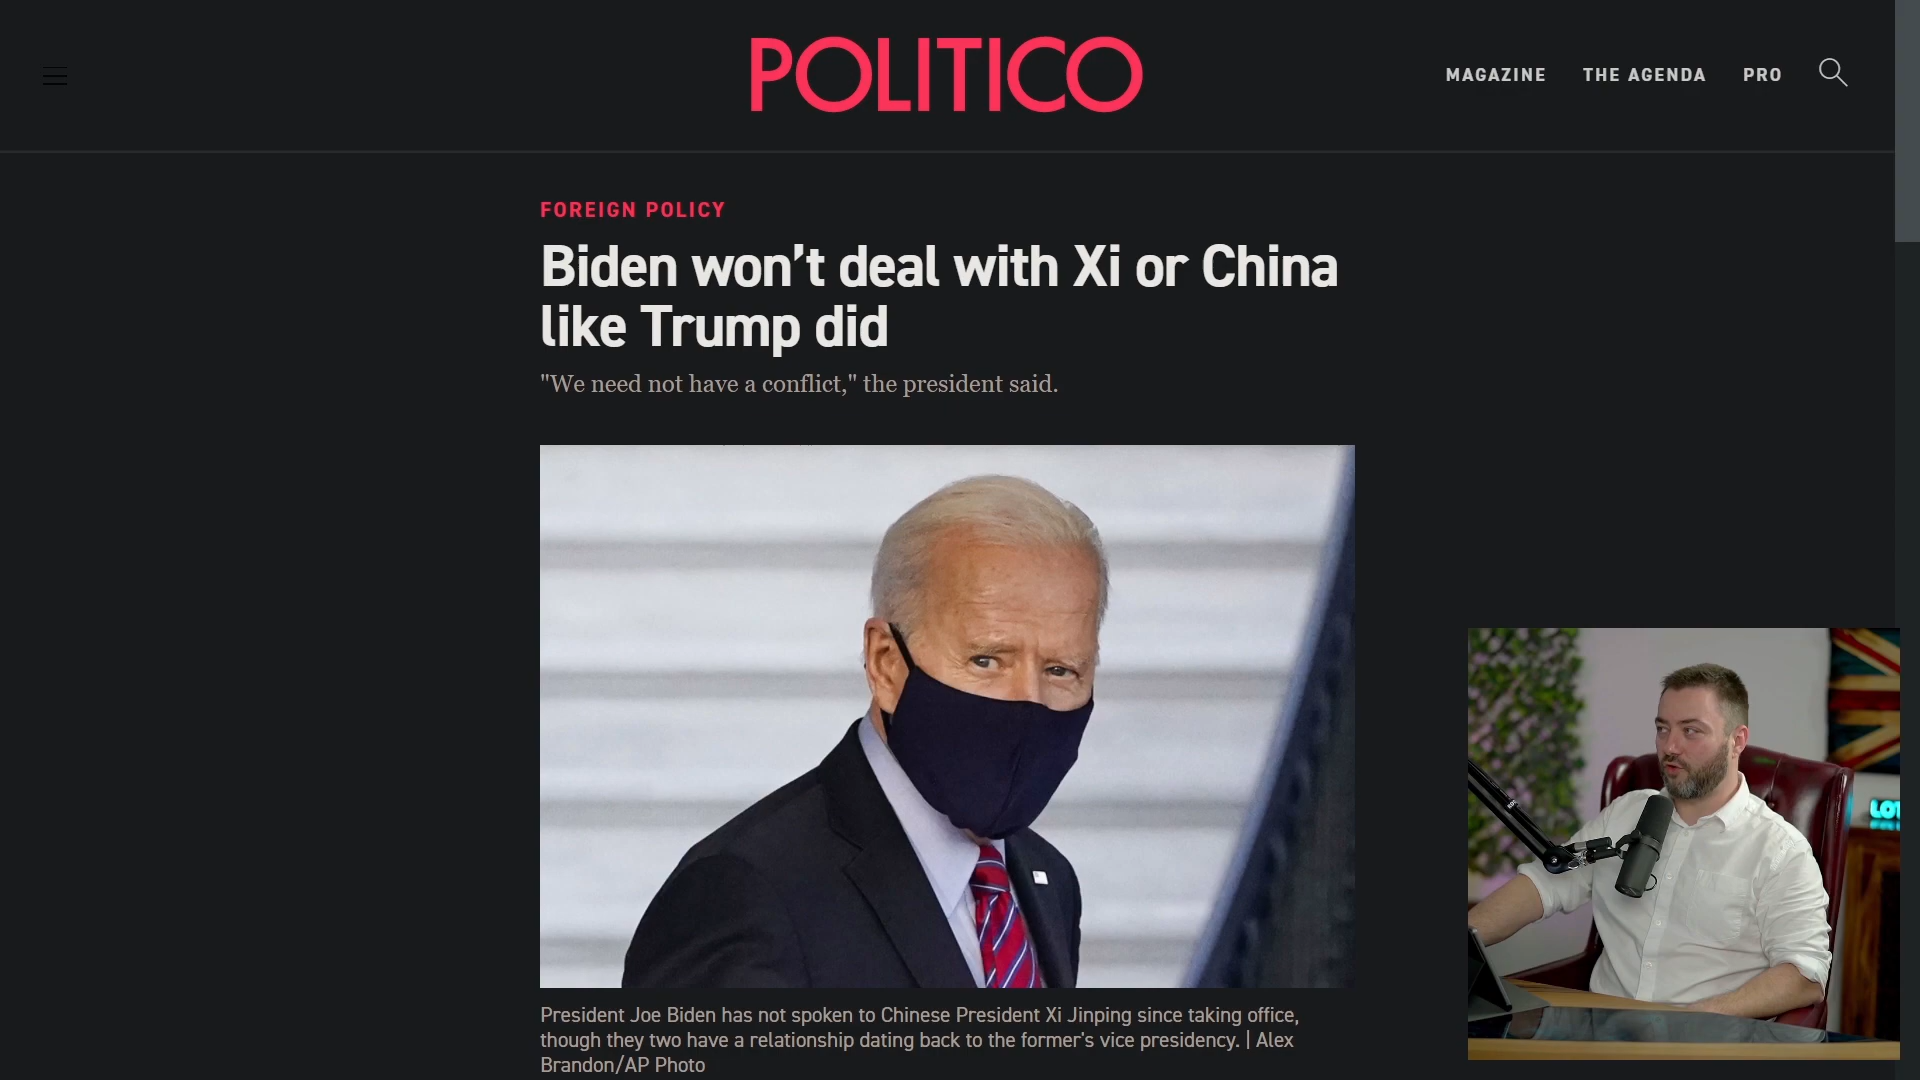 POLITICO
MAGAZINE THE AGENDA PRO
FOREIGN POLICY
Biden won’t deal with Xi or China
like Trump did
"We need not have a conflict," the president said.
President Joe Biden has not spoken to Chinese President Xi Jinping since taking office,
though they two have a relationship dating back to the former's vice presidency. | Alex
Brandon/AP Photo